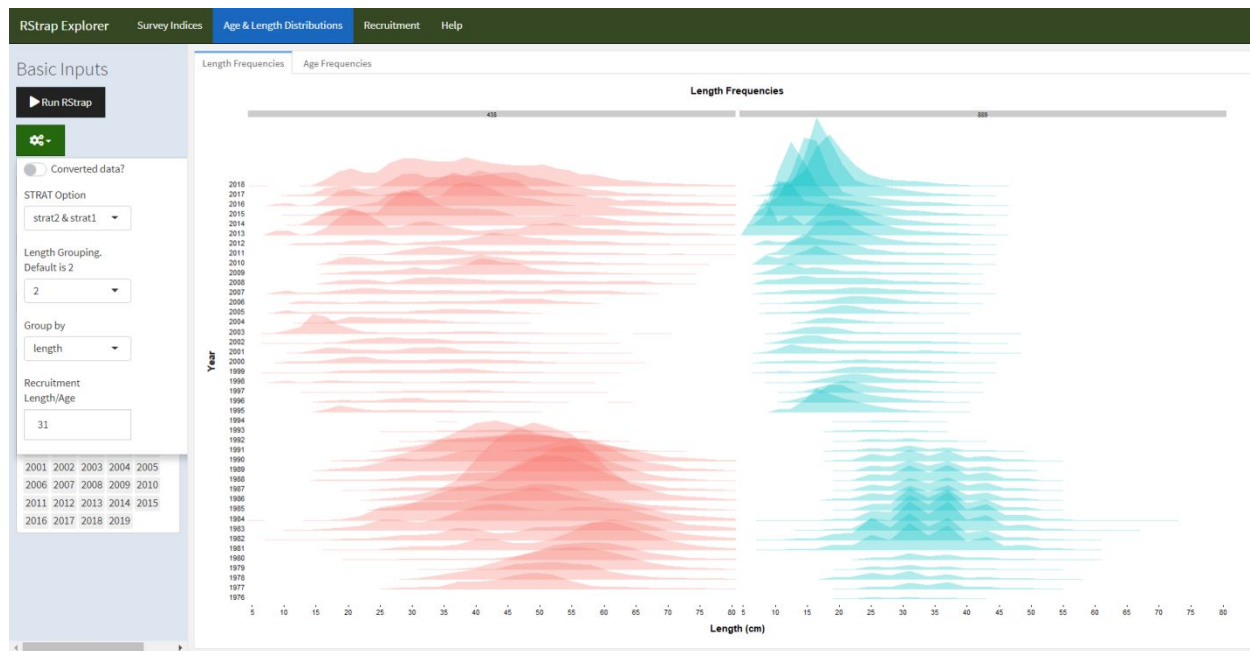 RStrap Explorer Survey Indices Age & Length Distributions Recruitment Help
Basic Inputs
Run RStrap
Converted data?
STRAT Option
strat2 & strat1
Length Grouping.
Default is 2
2
Group by
length
Recruitment
Length/Age
31
2001 2002 2003 2004 2005
2006 2007 2008 2009 2010
2011 2012 2013 2014 2015
2016 2017 2018 2019
Length Frequencies Age Frequencies
Length Frequencies
438 889
Year
2018
2017
2016
2015
2014
2013
2012
2011
2010
2009
2008
2007
2006
2005
2004
2003
2002
2001
2000
1999
1998
1997
1996
1995
1994
1993
1992
1991
1990
1989
1988
1987
1986
1985
1984
1983
1982
1981
1980
1979
1978
1977
1976
5 10 15 20 25 30 35 40 45 50 55 60 65 70 75 80 5 10 15 20 25 30 35 40 45 50 55 60 65 70 75 80
Length (cm)